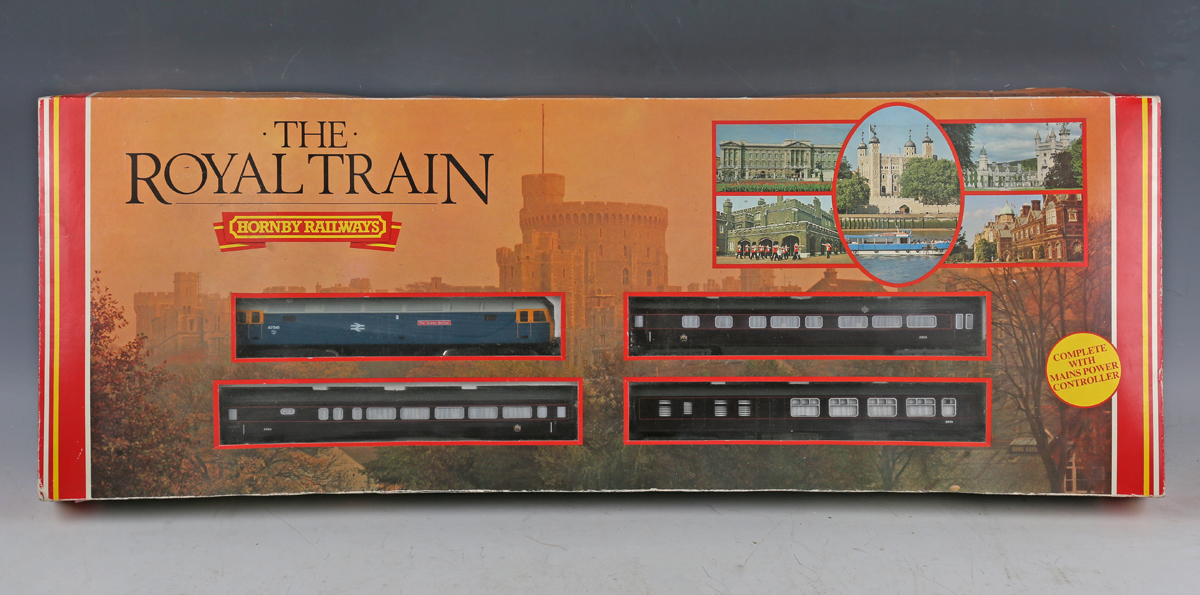 · THE ·
ROYAL TRAIN
HORNBY RAILWAYS
COMPLETE
WITH
MAINS POWER
CONTROLLER